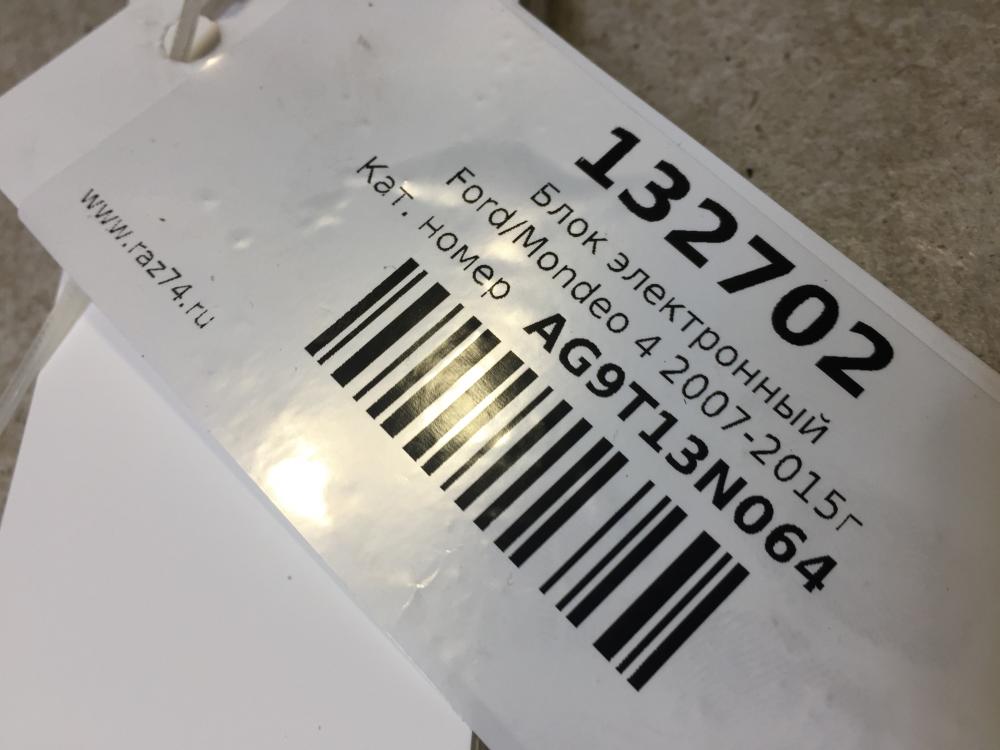 132702
Блок электронный
Ford/Mondeo 4 2007-2015г
Кат. номер AG9T13N064
www.raz74.ru